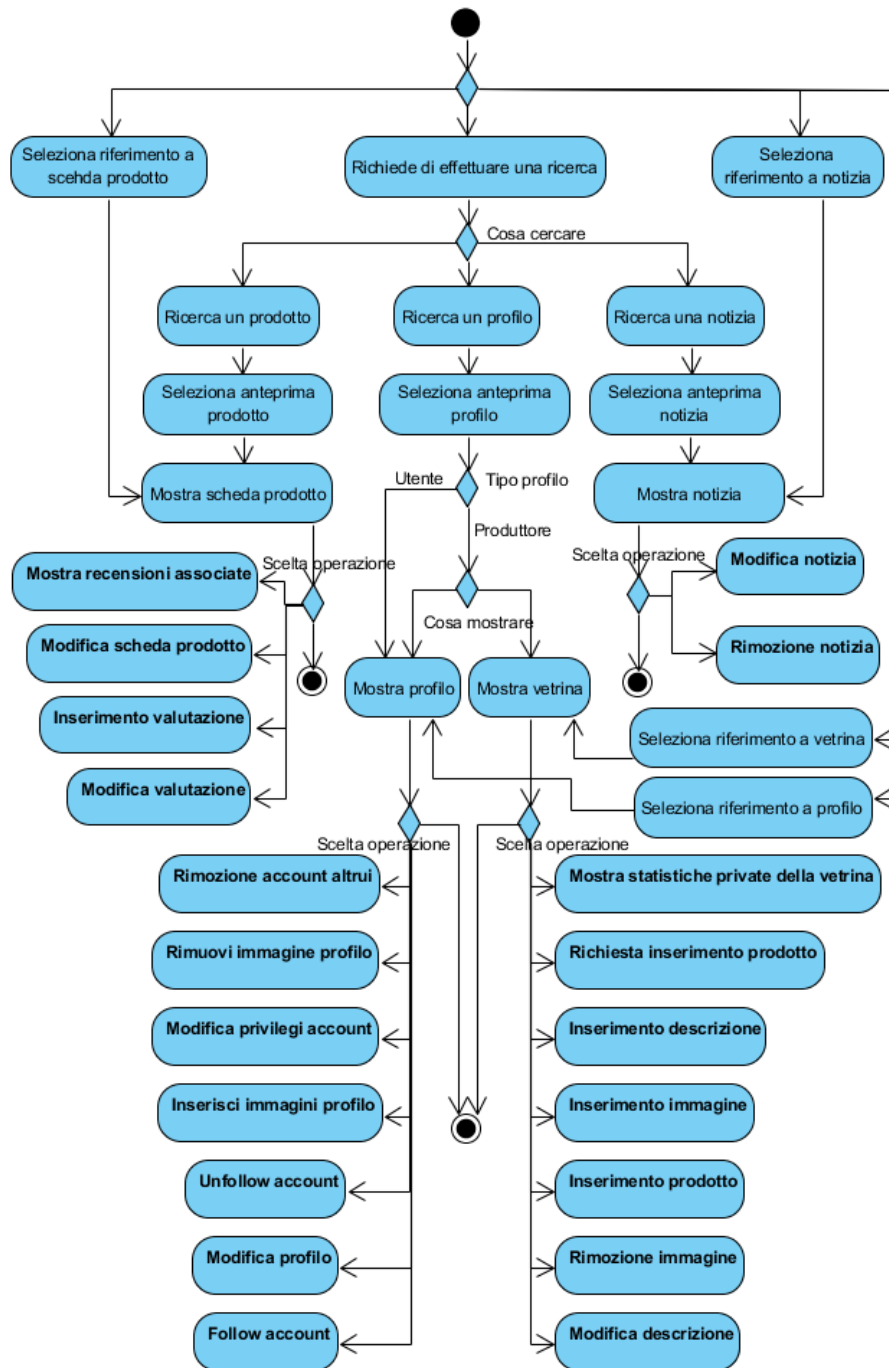 Seleziona riferimento a
scehda prodotto
Richiede di effettuare una ricerca
Seleziona
riferimento a notizia
Cosa cercare
Ricerca un prodotto
Ricerca un profilo
Ricerca una notizia
Seleziona anteprima
prodotto
Seleziona anteprima
profilo
Seleziona anteprima
notizia
Utente
Tipo profilo
Mostra scheda prodotto
Mostra notizia
Produttore
Scelta operazione
Scelta operazione
Mostra recensioni associate
Modifica notizia
Cosa mostrare
Modifica scheda prodotto
Rimozione notizia
Mostra profilo
Mostra vetrina
Inserimento valutazione
Seleziona riferimento a vetrina
Modifica valutazione
Seleziona riferimento a profilo
Scelta operazione
Scelta operazione
Rimozione account altrui
Mostra statistiche private della vetrina
Rimuovi immagine profilo
Richiesta inserimento prodotto
Modifica privilegi account
Inserimento descrizione
Inserisci immagini profilo
Inserimento immagine
Unfollow account
Inserimento prodotto
Modifica profilo
Rimozione immagine
Follow account
Modifica descrizione